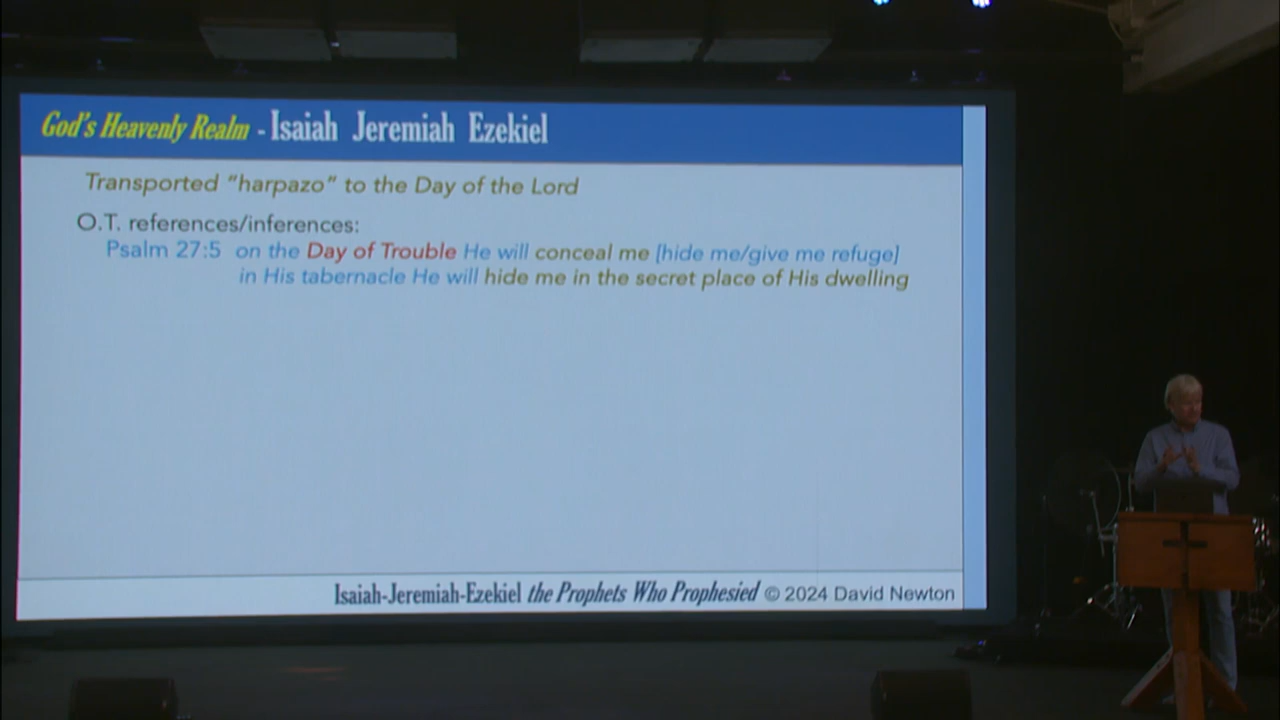 God's Heavenly Realm - Isaiah Jeremiah Ezekiel
Transported "harpazo" to the Day of the Lord
O.T. references/inferences:
Psalm 27:5 on the Day of Trouble He will conceal me [hide me/give me refuge]
in His tabernacle He will hide me in the secret place of His dwelling
Isaiah-Jeremiah-Ezekiel the Prophets Who Prophesied © 2024 David Newton